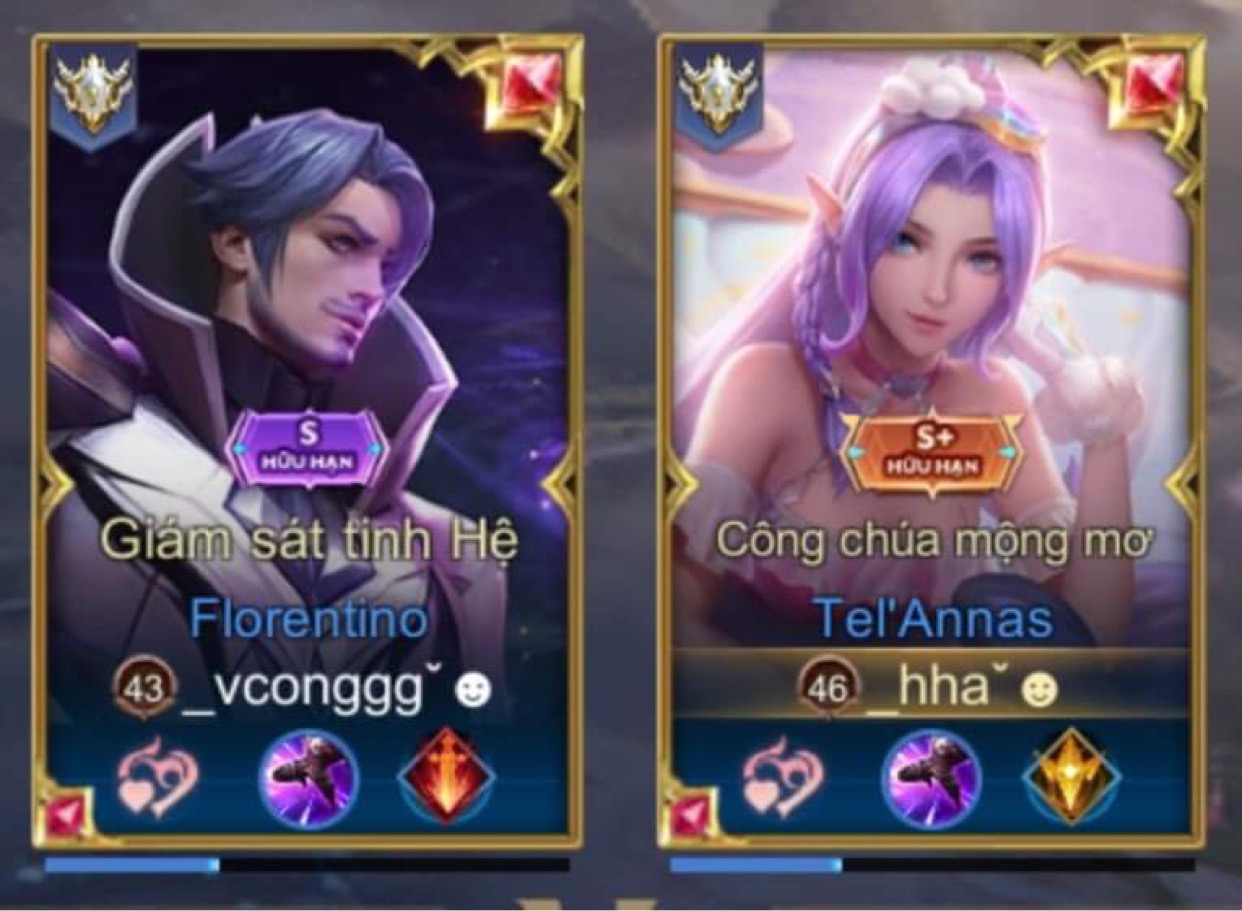 S
HỮU HẠN
Giám sát tinh Hệ
Florentino
43 _vconggg˘☻
S+
HỮU HẠN
Công chúa mộng mơ
Tel'Annas
46 _hha˘☻